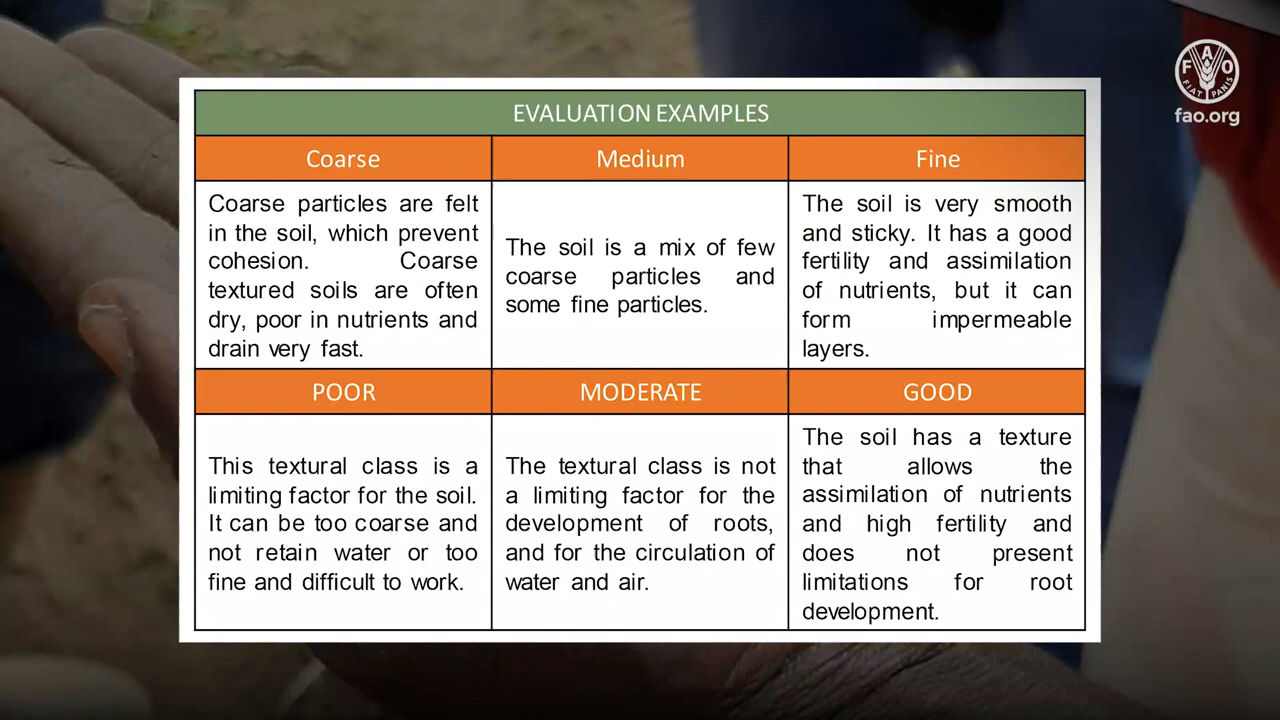 EVALUATION EXAMPLES
Coarse
Medium
Fine
Coarse particles are felt
in the soil, which prevent
cohesion. Coarse
textured soils are often
dry, poor in nutrients and
drain very fast.
The soil is a mix of few
coarse particles and
some fine particles.
The soil is very smooth
and sticky. It has a good
fertility and assimilation
of nutrients, but it can
form impermeable
layers.
POOR
MODERATE
GOOD
This textural class is a
limiting factor for the soil.
It can be too coarse and
not retain water or too
fine and difficult to work.
The textural class is not
a limiting factor for the
development of roots,
and for the circulation of
water and air.
The soil has a texture
that allows the
assimilation of nutrients
and high fertility and
does not present
limitations for root
development.
FAO
FIAT PANIS
fao.org